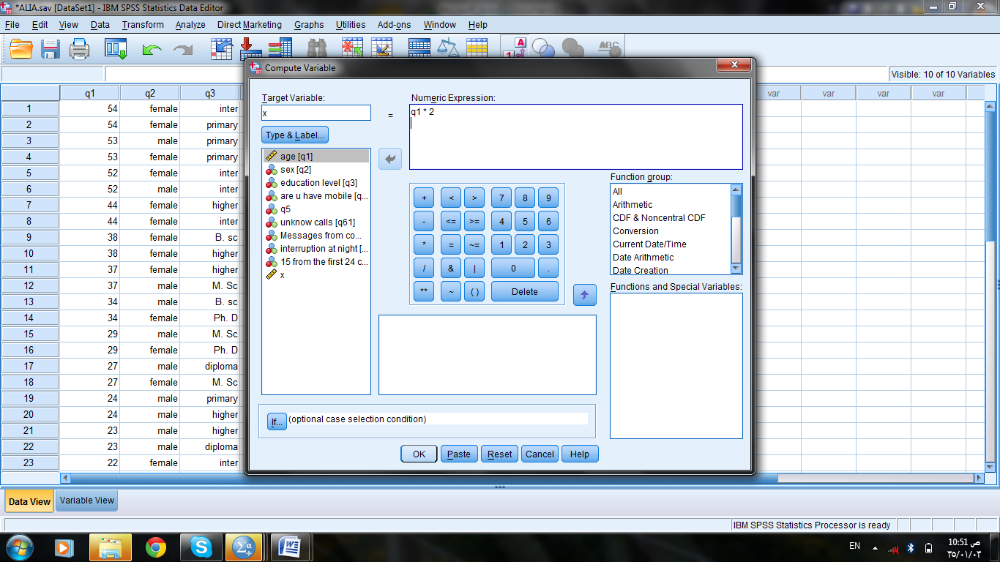 *ALIA.sav [DataSet1] - IBM SPSS Statistics Data Editor
File Edit View Data Transform Analyze Direct Marketing Graphs Utilities Add-ons Window Help
Visible: 10 of 10 Variables
q1 q2 q3 var var var var
1 54 female inter
2 54 female primary
3 53 male primary
4 53 female primary
5 52 female inter
6 52 male inter
7 44 female higher
8 44 female inter
9 38 female B. sc
10 38 female higher
11 37 female higher
12 37 male M. Sc
13 34 male B. sc
14 34 female Ph. D
15 29 male M. Sc
16 29 female Ph. D
17 27 male diploma
18 27 female M. Sc
19 24 male primary
20 24 male higher
21 23 male higher
22 23 male diploma
23 22 female inter
Compute Variable
Target Variable:
x
=
Numeric Expression:
q1 * 2
Type & Label...
age [q1]
sex [q2]
education level [q3]
are u have mobile [q...
q5
unknow calls [q61]
Messages from co...
interruption at night [...
15 from the first 24 c...
x
+ < > 7 8 9
- <= >= 4 5 6
* = ~= 1 2 3
/ & | 0 .
** ~ ( ) Delete
Function group:
All
Arithmetic
CDF & Noncentral CDF
Conversion
Current Date/Time
Date Arithmetic
Date Creation
Functions and Special Variables:
If... (optional case selection condition)
OK Paste Reset Cancel Help
Data View Variable View
IBM SPSS Statistics Processor is ready
EN
10:51 ص
٣٥/٠١/٠٣